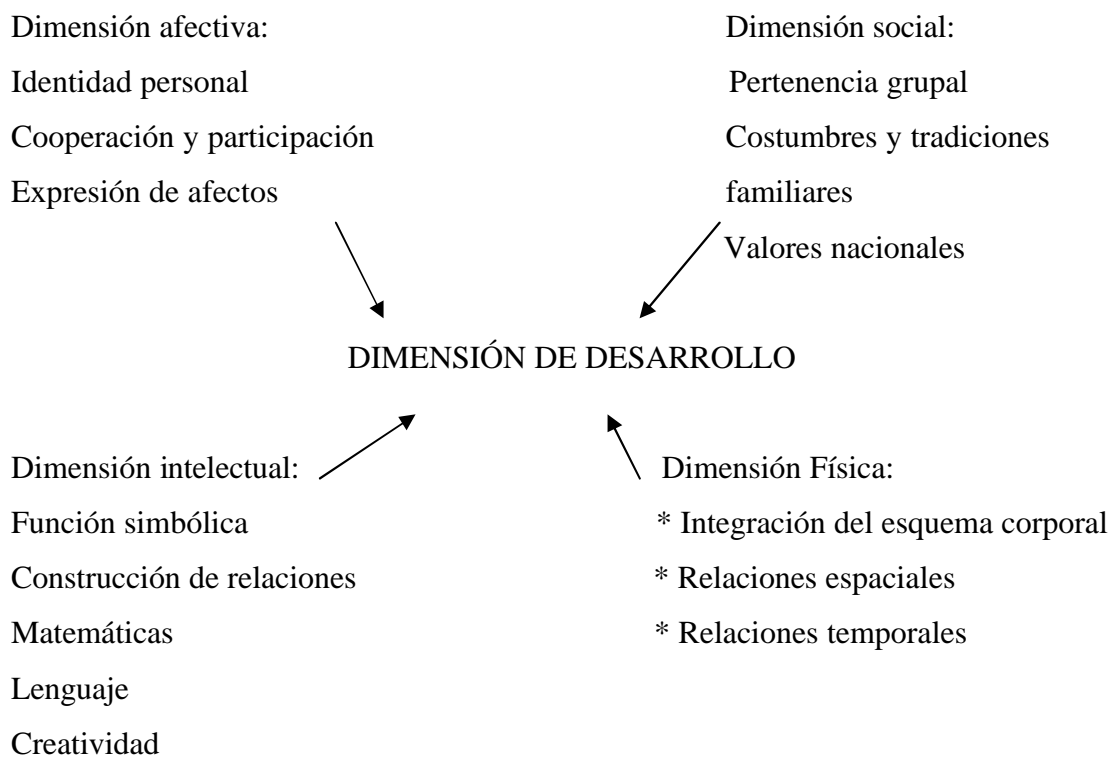 Dimensión afectiva:
Identidad personal
Cooperación y participación
Expresión de afectos
Dimensión social:
Pertenencia grupal
Costumbres y tradiciones
familiares
Valores nacionales
DIMENSIÓN DE DESARROLLO
Dimensión intelectual:
Función simbólica
Construcción de relaciones
Matemáticas
Lenguaje
Creatividad
Dimensión Física:
* Integración del esquema corporal
* Relaciones espaciales
* Relaciones temporales